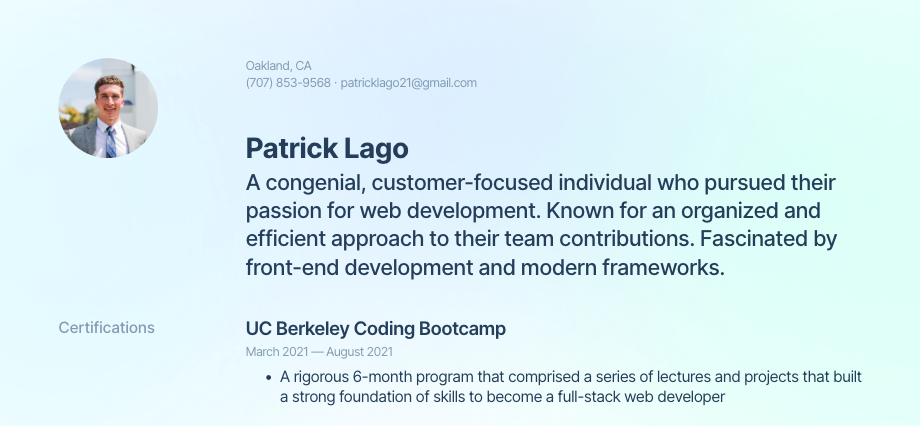 Oakland, CA
(707) 853-9568 · patricklago21@gmail.com
Patrick Lago
A congenial, customer-focused individual who pursued their
passion for web development. Known for an organized and
efficient approach to their team contributions. Fascinated by
front-end development and modern frameworks.
Certifications
UC Berkeley Coding Bootcamp
March 2021 — August 2021
• A rigorous 6-month program that comprised a series of lectures and projects that built
a strong foundation of skills to become a full-stack web developer